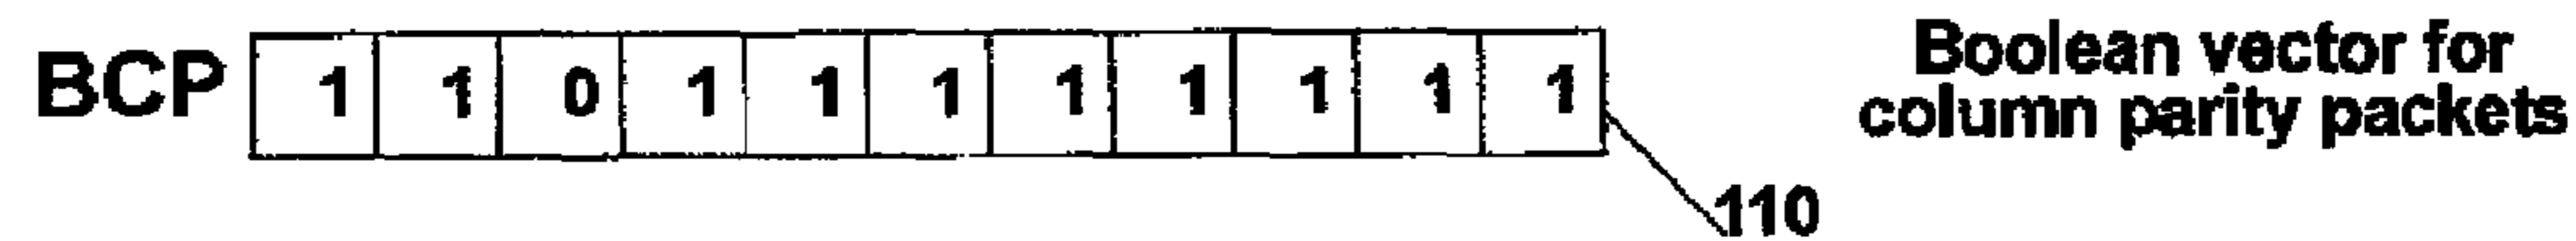 BCP 1 1 0 1 1 1 1 1 1 1 1
Boolean vector for
column parity packets
110